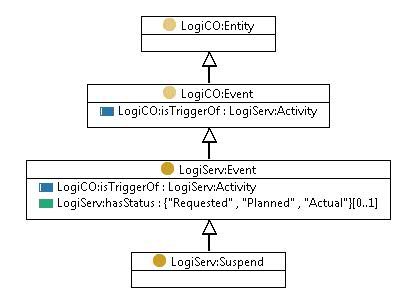 LogiCO:Entity
LogiCO:Event
LogiCO:isTriggerOf : LogiServ:Activity
LogiServ:Event
LogiCO:isTriggerOf : LogiServ:Activity
LogiServ:hasStatus : {"Requested" , "Planned" , "Actual"}[0..1]
LogiServ:Suspend